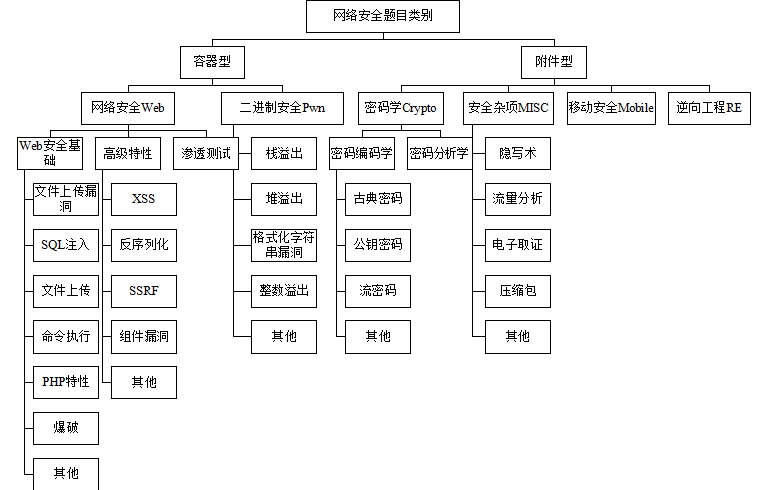 网络安全题目类别
容器型
附件型
网络安全Web
二进制安全Pwn
密码学Crypto
安全杂项MISC
移动安全Mobile
逆向工程RE
Web安全基
础
高级特性
渗透测试
栈溢出
密码编码学
密码分析学
隐写术
文件上传漏
洞
XSS
堆溢出
古典密码
流量分析
SQL注入
反序列化
格式化字符
串漏洞
公钥密码
电子取证
文件上传
SSRF
整数溢出
流密码
压缩包
命令执行
组件漏洞
其他
其他
其他
PHP特性
其他
爆破
其他